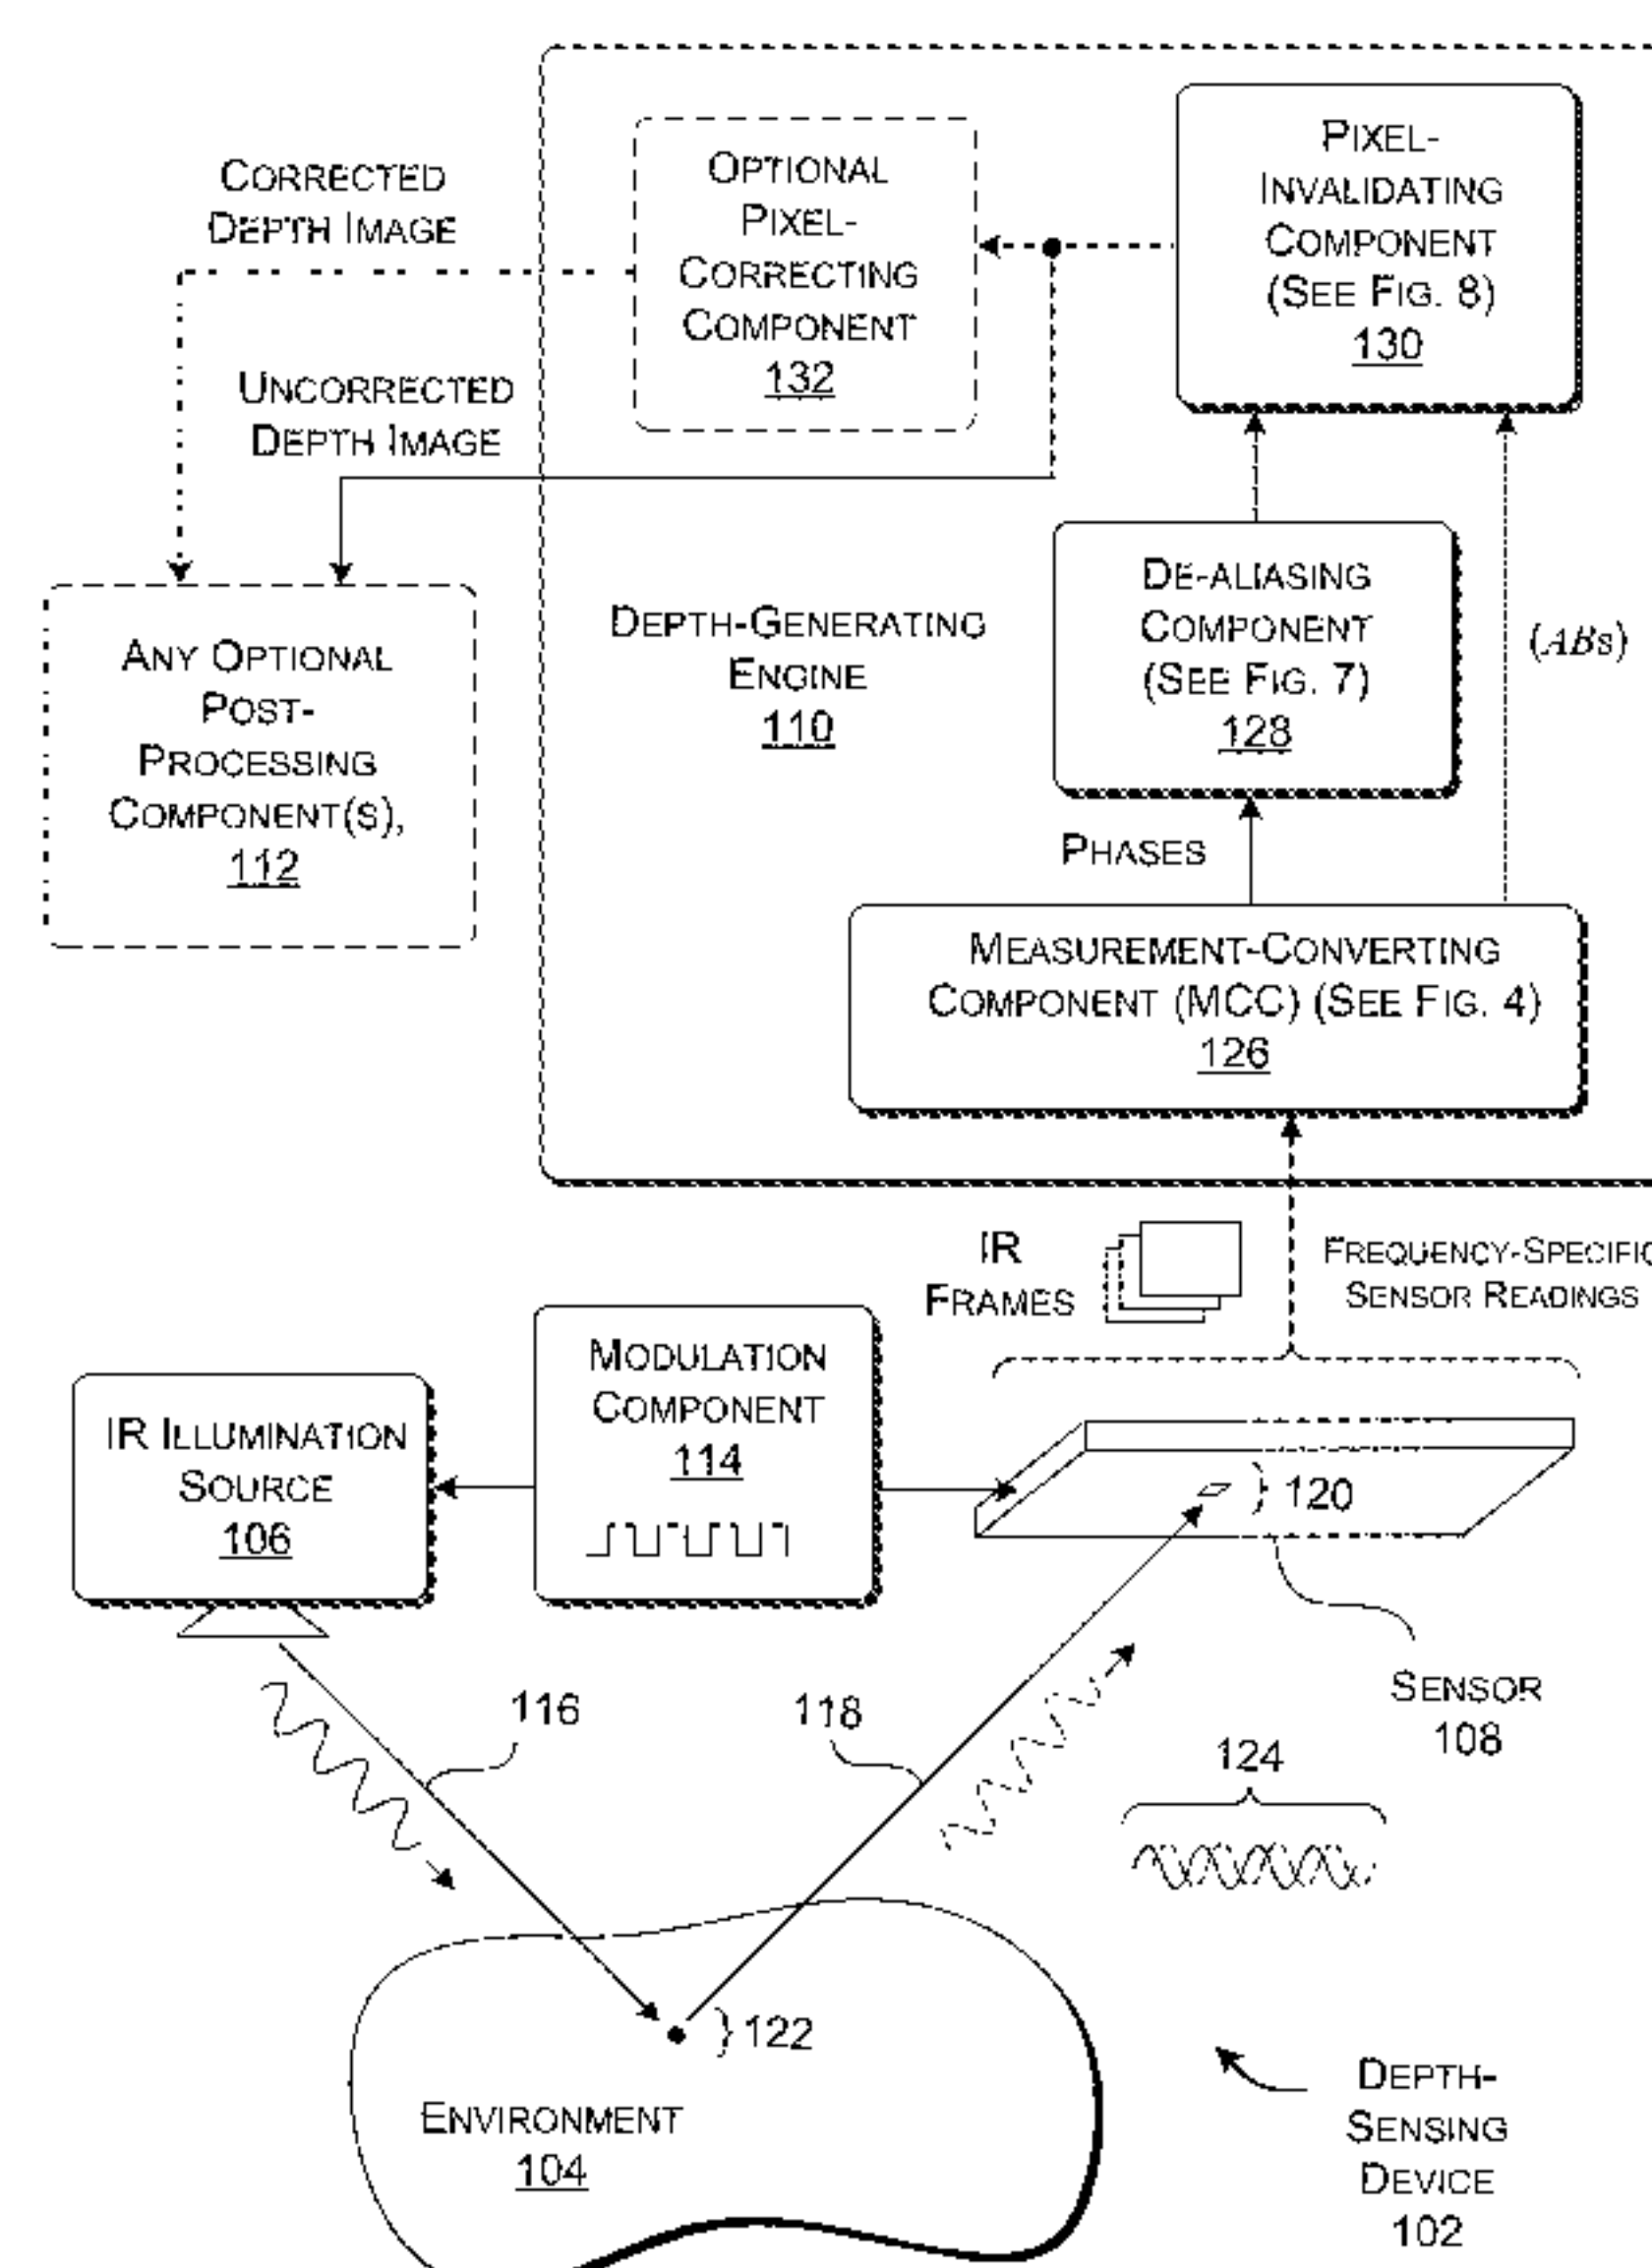 PIXEL-
INVALIDATING
COMPONENT
(SEE FIG. 8)
130
OPTIONAL
PIXEL-
CORRECTING
COMPONENT
132
CORRECTED
DEPTH IMAGE
UNCORRECTED
DEPTH IMAGE
DE-ALIASING
COMPONENT
(SEE FIG. 7)
128
(ABs)
DEPTH-GENERATING
ENGINE
110
ANY OPTIONAL
POST-
PROCESSING
COMPONENT(S),
112
PHASES
MEASUREMENT-CONVERTING
COMPONENT (MCC) (SEE FIG. 4)
126
IR
FRAMES
FREQUENCY-SPECIFIC
SENSOR READINGS
MODULATION
COMPONENT
114
IR ILLUMINATION
SOURCE
106
120
116
118
SENSOR
108
124
122
ENVIRONMENT
104
DEPTH-
SENSING
DEVICE
102